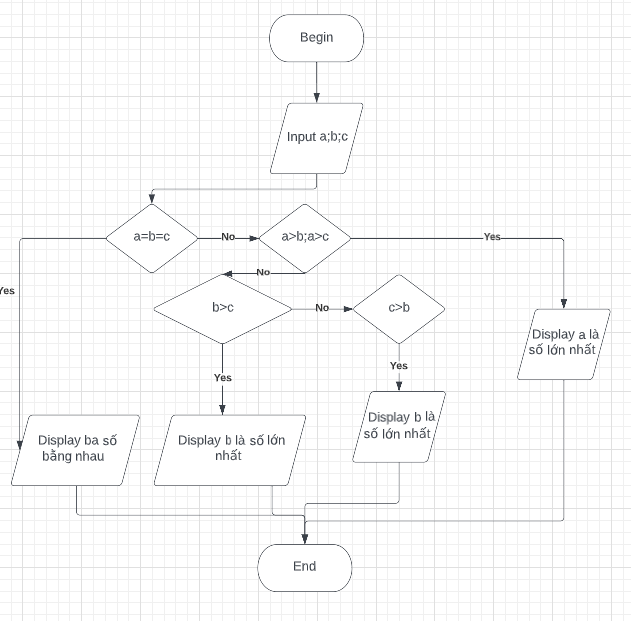 Begin
Input a;b;c
a=b=c
No
a>b;a>c
Yes
No
Yes
b>c
No
c>b
Display a là
số lớn nhất
Yes
Yes
Display ba số
bằng nhau
Display b là số lớn
nhất
Display b là
số lớn nhất
End